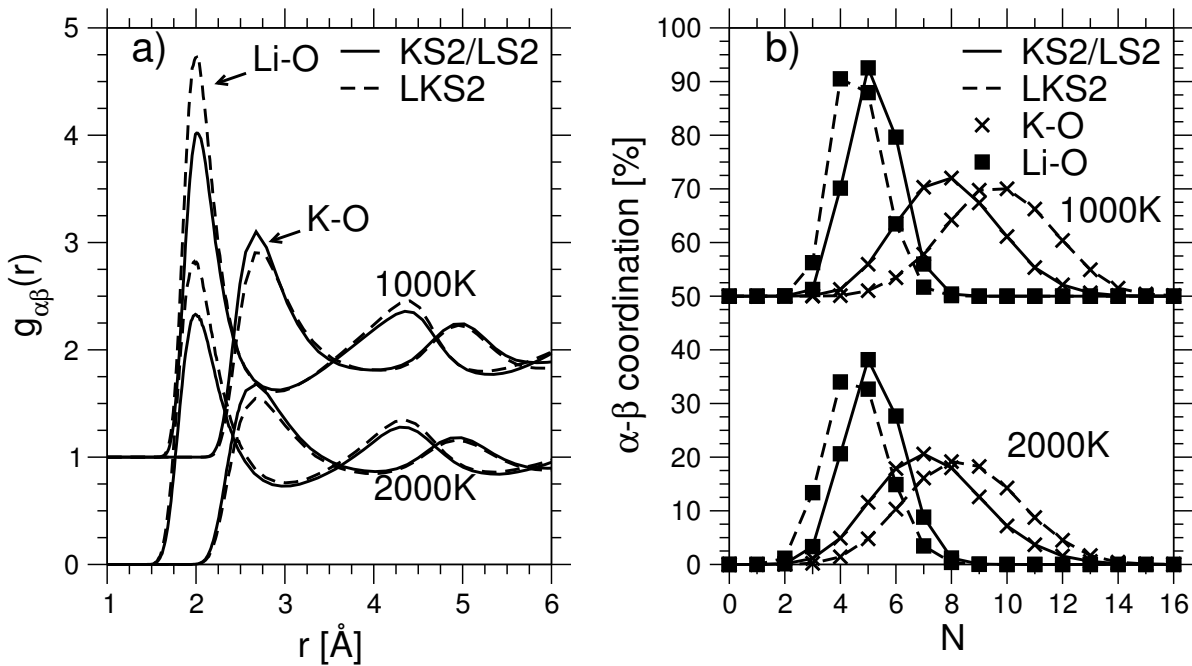 a)
KS2/LS2
LKS2
Li-O
K-O
1000K
2000K
5
4
3
2
1
0
g_αβ(r)
1 2 3 4 5 6
r [Å]
b)
KS2/LS2
LKS2
K-O
Li-O
1000K
2000K
100
90
80
70
60
50
40
30
20
10
0
α-β coordination [%]
0 2 4 6 8 10 12 14 16
N